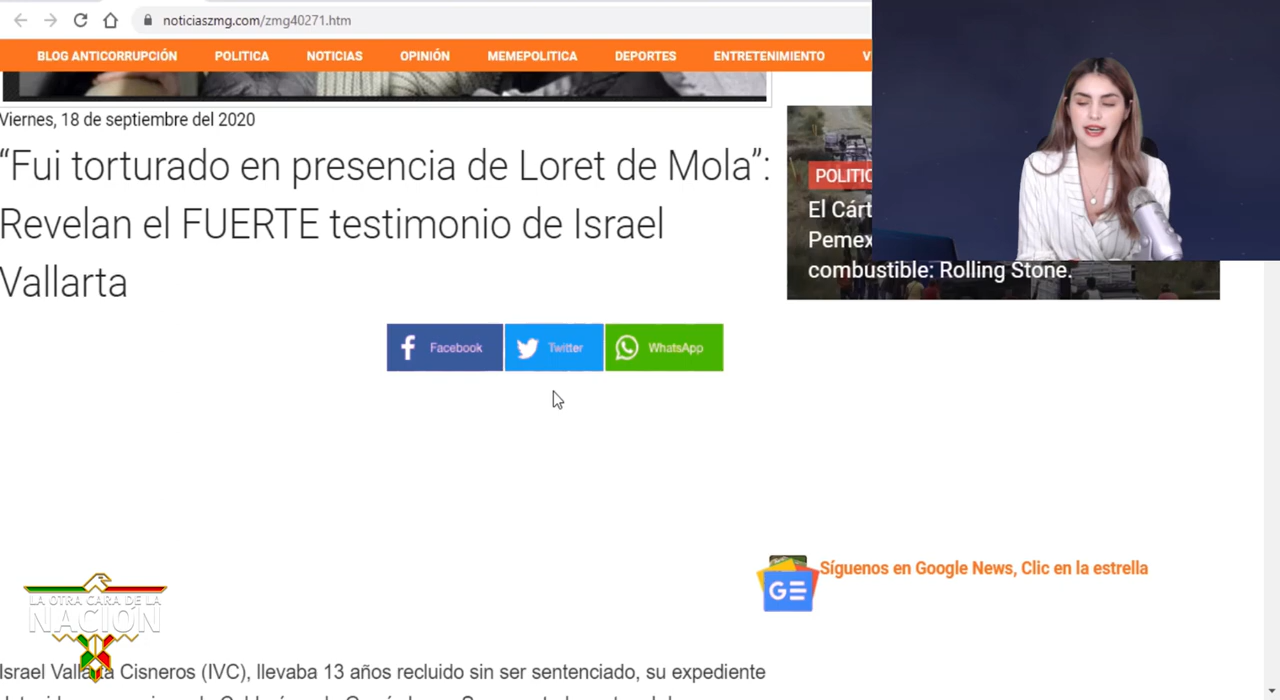 noticiaszmg.com/zmg40271.htm
BLOG ANTICORRUPCIÓN POLITICA NOTICIAS OPINIÓN MEMEPOLITICA DEPORTES ENTRETENIMIENTO V
Viernes, 18 de septiembre del 2020
“Fui torturado en presencia de Loret de Mola”:
Revelan el FUERTE testimonio de Israel
Vallarta
Facebook Twitter WhatsApp
POLITIC
El Cárt
Pemex
combustible: Rolling Stone.
GE
Síguenos en Google News, Clic en la estrella
LA OTRA CARA DE LA
NACIÓN
Israel Vallarta Cisneros (IVC), llevaba 13 años recluido sin ser sentenciado, su expediente